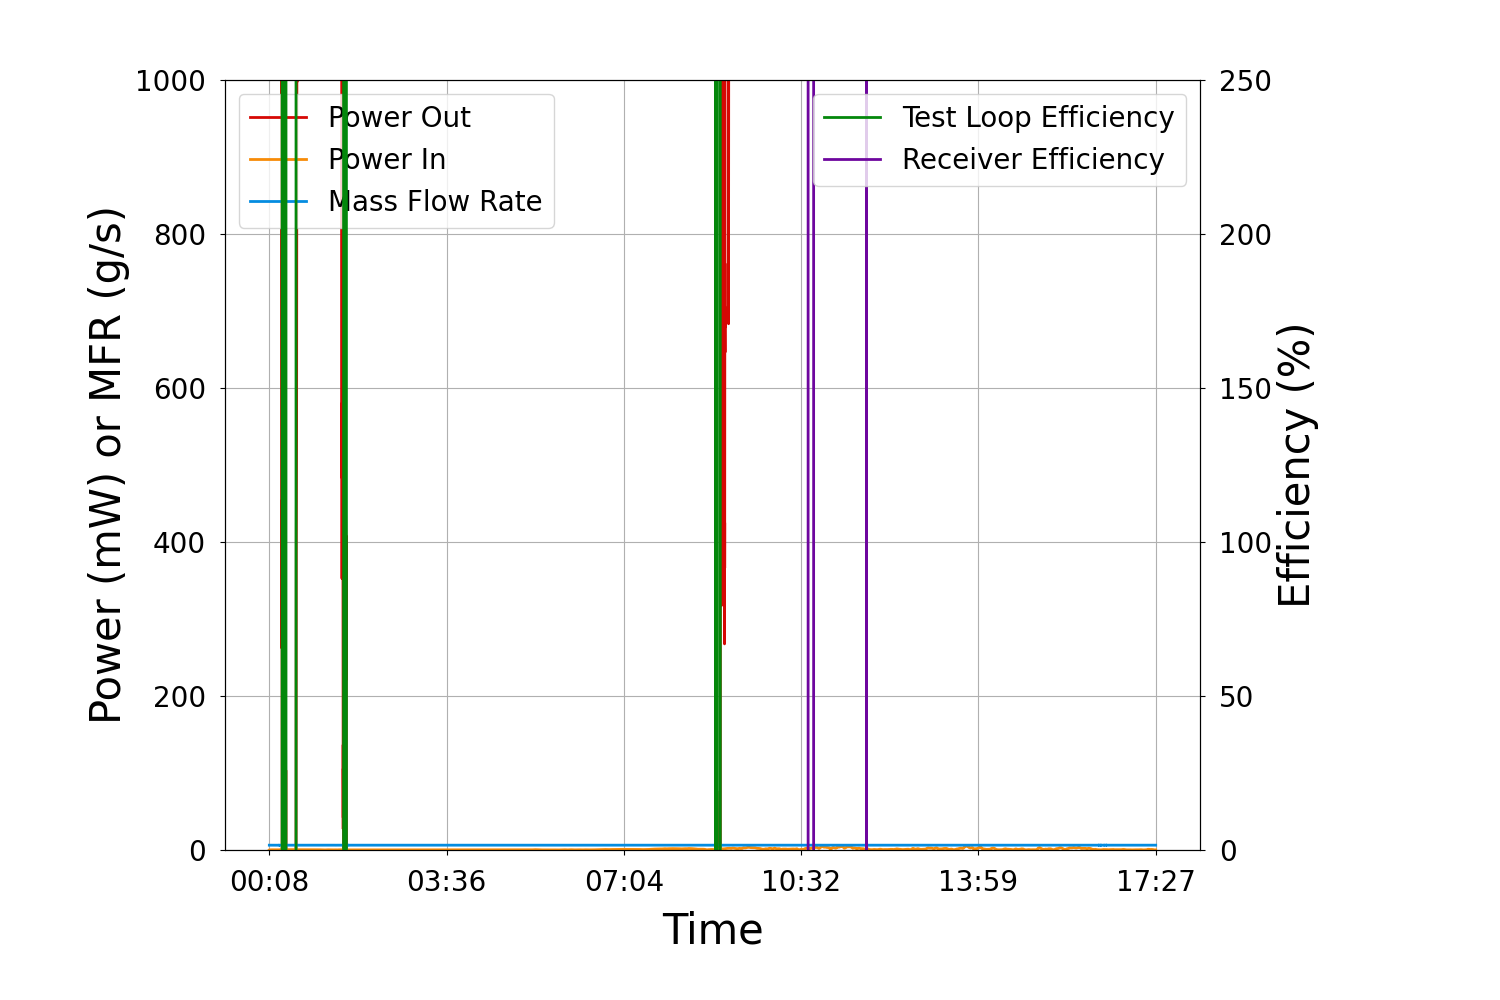 1000
800
600
400
200
0
Power (mW) or MFR (g/s)
Power Out
Power In
Mass Flow Rate
Test Loop Efficiency
Receiver Efficiency
250
200
150
100
50
0
Efficiency (%)
00:08 03:36 07:04 10:32 13:59 17:27
Time